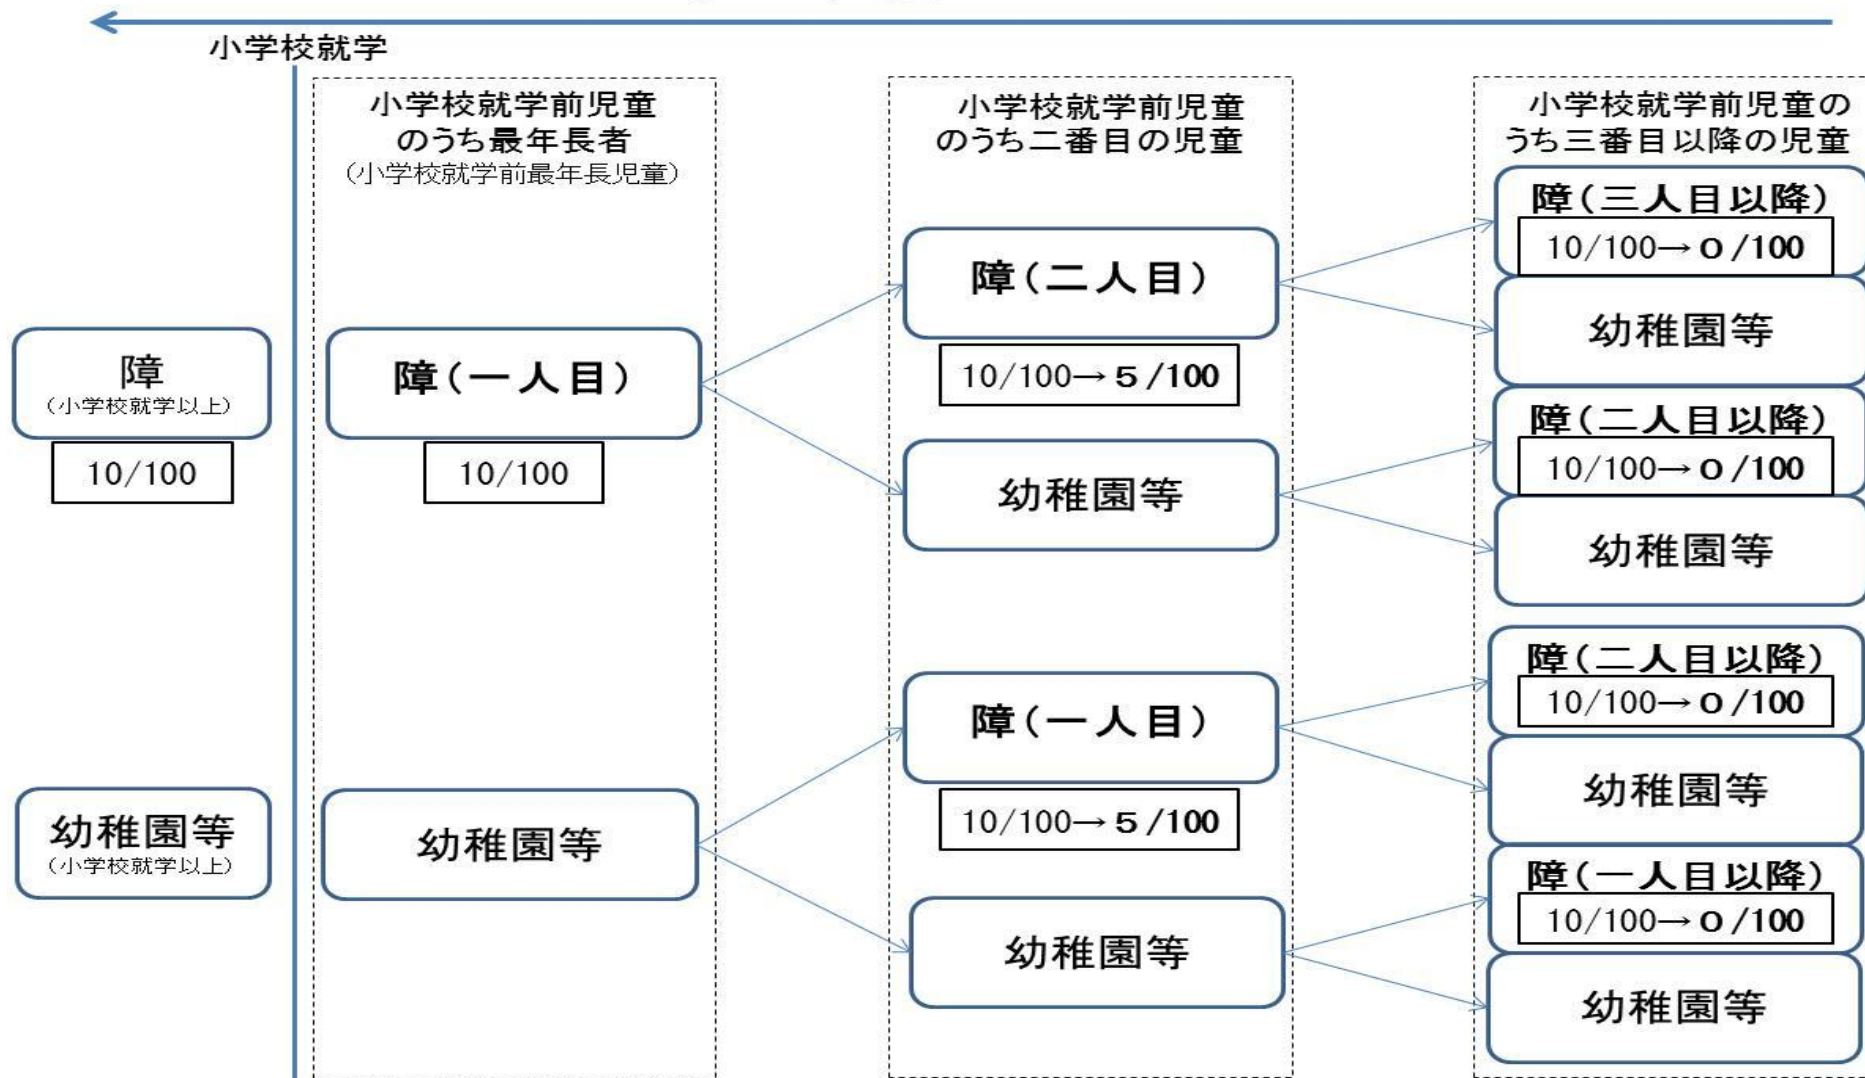 小学校就学
小学校就学前児童
のうち最年長者
（小学校就学前最年長児童）
小学校就学前児童
のうち二番目の児童
小学校就学前児童の
うち三番目以降の児童
障
（小学校就学以上）
10/100
幼稚園等
（小学校就学以上）
障（一人目）
10/100
幼稚園等
障（二人目）
10/100→５/100
幼稚園等
障（一人目）
10/100→５/100
幼稚園等
障（三人目以降）
10/100→０/100
幼稚園等
障（二人目以降）
10/100→０/100
幼稚園等
障（二人目以降）
10/100→０/100
幼稚園等
障（一人目以降）
10/100→０/100
幼稚園等